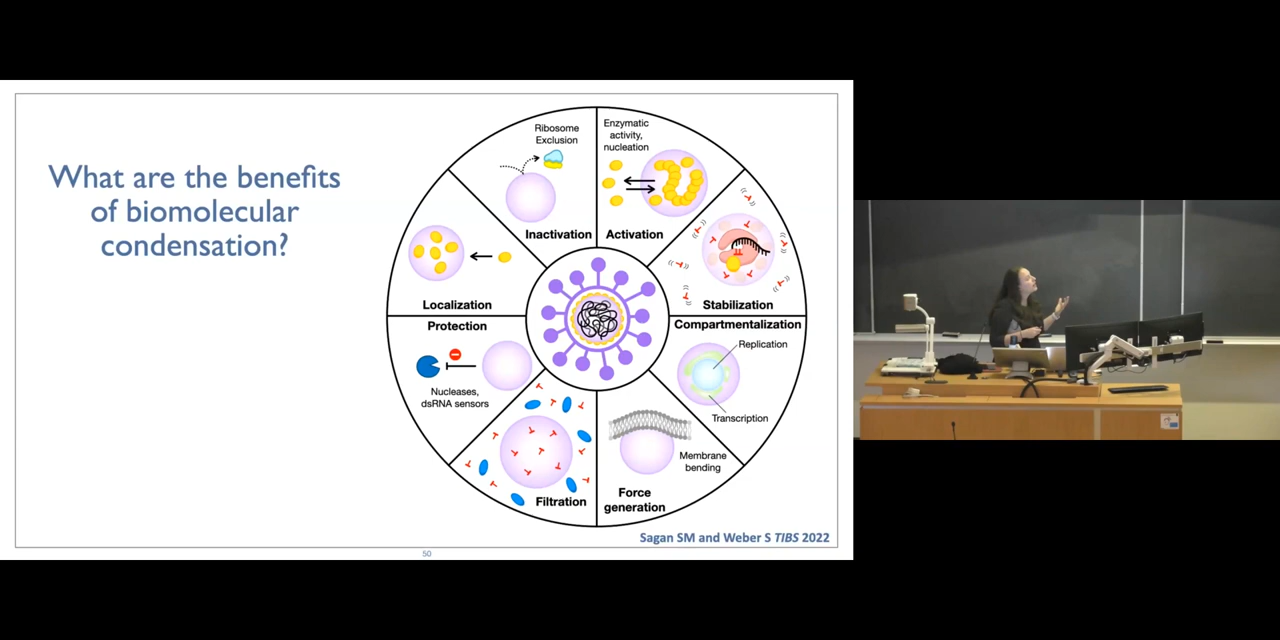 What are the benefits
of biomolecular
condensation?
Ribosome
Exclusion
Inactivation
Enzymatic
activity,
nucleation
Activation
Stabilization
Compartmentalization
Replication
Transcription
Membrane
bending
Force
generation
Filtration
Protection
Nucleases,
dsRNA sensors
Localization
Sagan SM and Weber S TIBS 2022
50